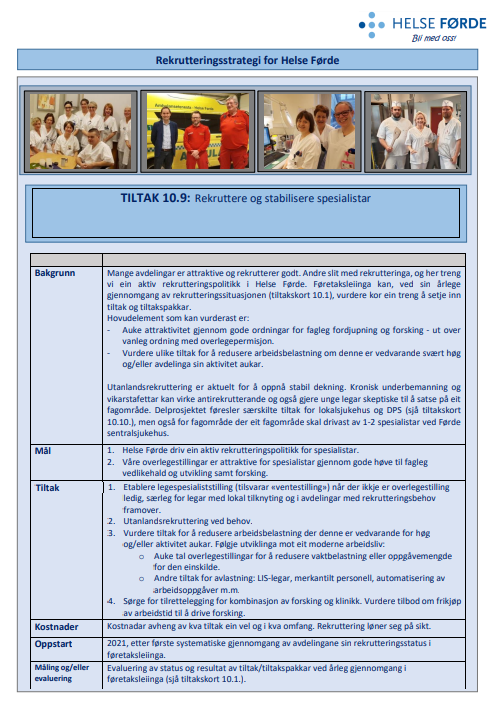 HELSE FØRDE
Bli med oss!
Rekrutteringsstrategi for Helse Førde
Ambulanseteneste - Helse Førde
TILTAK 10.9: Rekruttere og stabilisere spesialistar
Bakgrunn
Mange avdelingar er attraktive og rekrutterer godt. Andre slit med rekrutteringa, og her treng
vi ein aktiv rekrutteringspolitikk i Helse Førde. Føretaksleiinga kan, ved sin årlege
gjennomgang av rekrutteringssituasjonen (tiltakskort 10.1), vurdere kor ein treng å setje inn
tiltak og tiltakspakkar.
Hovudelement som kan vurderast er:
- Auke attraktivitet gjennom gode ordningar for fagleg fordjupning og forsking - ut over
vanleg ordning med overlegepermisjon.
- Vurdere ulike tiltak for å redusere arbeidsbelastning om denne er vedvarande svært høg
og/eller avdelinga sin aktivitet aukar.
Utanlandsrekruttering er aktuelt for å oppnå stabil dekning. Kronisk underbemanning og
vikarstafettar kan virke antirekrutterande og også gjere unge legar skeptiske til å satse på eit
fagområde. Delprosjektet føresler særskilte tiltak for lokalsjukehus og DPS (sjå tiltakskort
10.10.), men også for fagområde der eit fagområde skal drivast av 1-2 spesialistar ved Førde
sentralsjukehus.
Mål
1. Helse Førde driv ein aktiv rekrutteringspolitikk for spesialistar.
2. Våre overlegestillingar er attraktive for spesialistar gjennom gode høve til fagleg
vedlikehald og utvikling samt forsking.
Tiltak
1. Etablere legespesialiststilling (tilsvarar «ventestilling») når der ikkje er overlegestilling
ledig, særleg for legar med lokal tilknyting og i avdelingar med rekrutteringsbehov
framover.
2. Utanlandsrekruttering ved behov.
3. Vurdere tiltak for å redusere arbeidsbelastning der denne er vedvarande for høg
og/eller aktivitet aukar. Følgje utviklinga mot eit moderne arbeidsliv:
o Auke tal overlegestillingar for å redusere vaktbelastning eller oppgåvemengde
for den einskilde.
o Andre tiltak for avlastning: LIS-legar, merkantilt personell, automatisering av
arbeidsoppgåver m.m.
4. Sørge for tilrettelegging for kombinasjon av forsking og klinikk. Vurdere tilbod om frikjøp
av arbeidstid til å drive forsking.
Kostnader
Kostnadar avheng av kva tiltak ein vel og i kva omfang. Rekruttering løner seg på sikt.
Oppstart
2021, etter første systematiske gjennomgang av avdelingane sin rekrutteringsstatus i
føretaksleiinga.
Måling og/eller
evaluering
Evaluering av status og resultat av tiltak/tiltakspakkar ved årleg gjennomgang i
føretaksleiinga (sjå tiltakskort 10.1.).